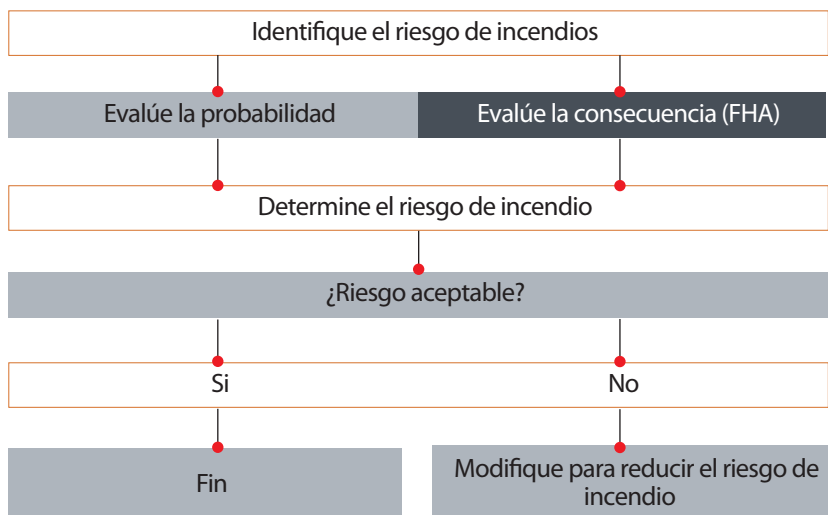 Identifique el riesgo de incendios
Evalúe la probabilidad
Evalúe la consecuencia (FHA)
Determine el riesgo de incendio
¿Riesgo aceptable?
Si
No
Fin
Modifique para reducir el riesgo de
incendio